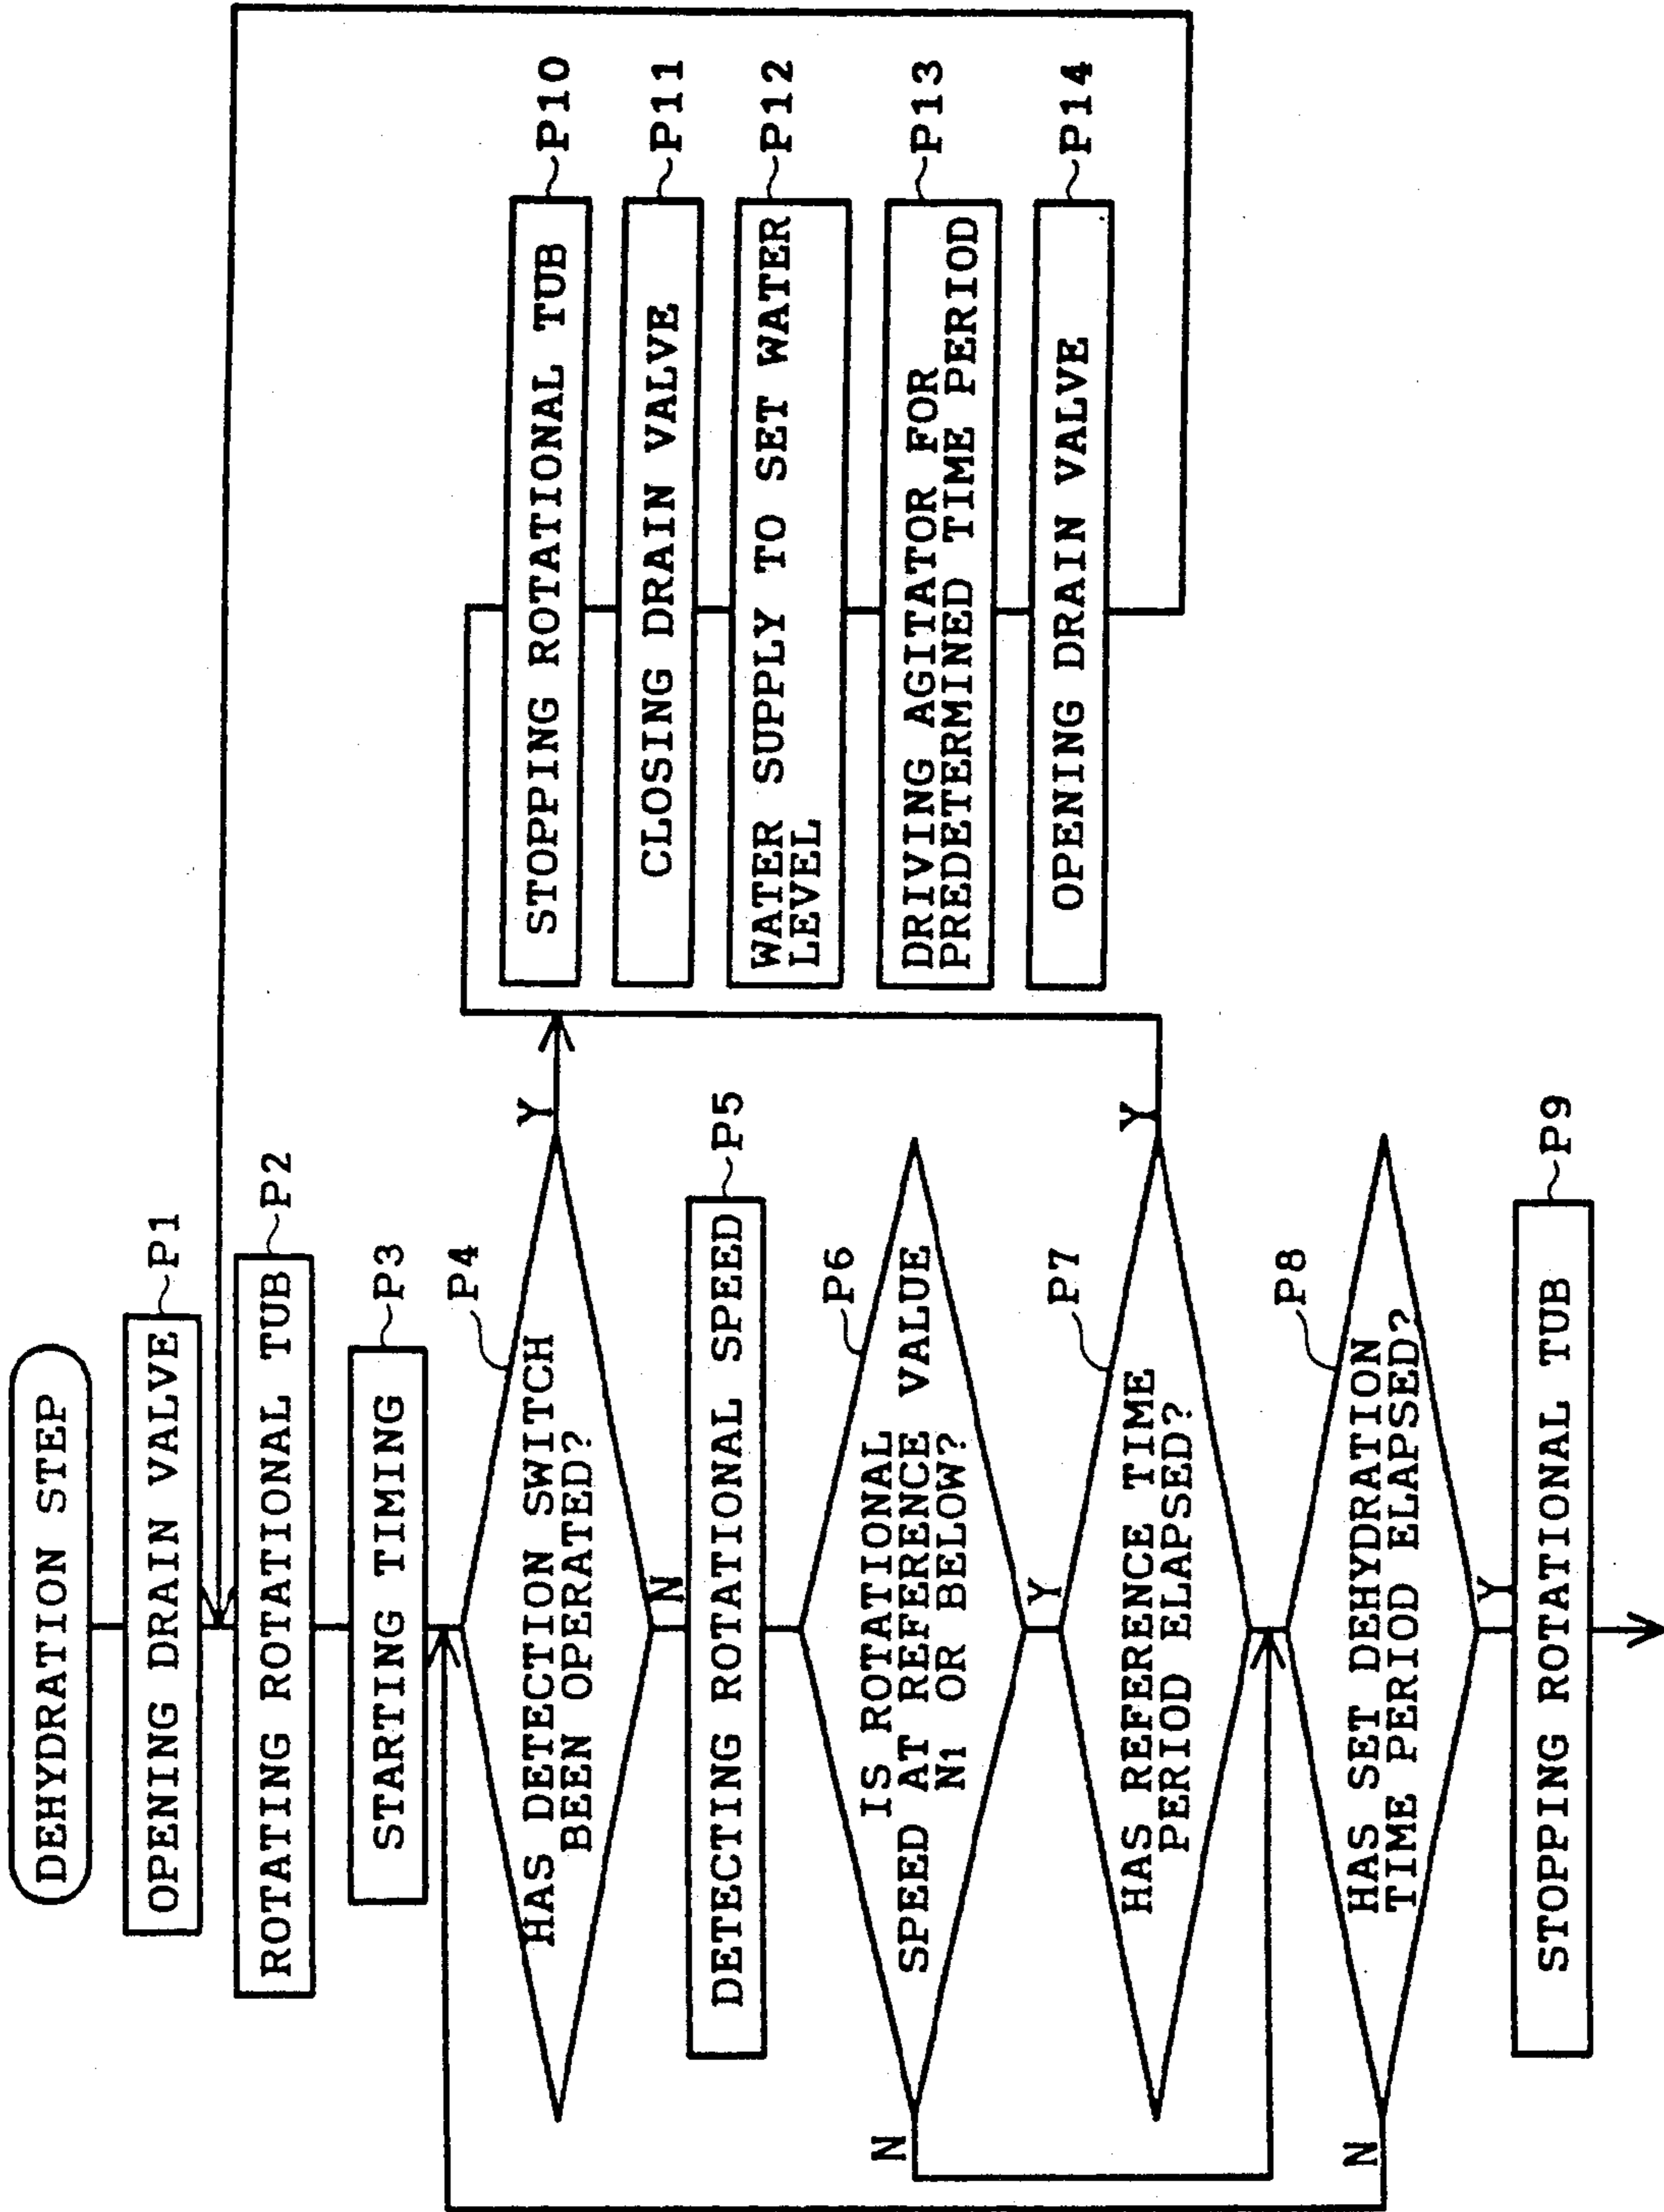 DEHYDRATION STEP
OPENING DRAIN VALVE
P1
ROTATING ROTATIONAL TUB
P2
STARTING TIMING
P3
P4
HAS DETECTION SWITCH
BEEN OPERATED?
Y
N
DETECTING ROTATIONAL SPEED
P5
P6
IS ROTATIONAL
SPEED AT REFERENCE VALUE
N1 OR BELOW?
N
Y
P7
HAS REFERENCE TIME
PERIOD ELAPSED?
Y
P8
HAS SET DEHYDRATION
TIME PERIOD ELAPSED?
N
Y
STOPPING ROTATIONAL TUB
P9
STOPPING ROTATIONAL TUB
P10
CLOSING DRAIN VALVE
P11
WATER SUPPLY TO SET WATER
LEVEL
P12
DRIVING AGITATOR FOR
PREDETERMINED TIME PERIOD
P13
OPENING DRAIN VALVE
P14